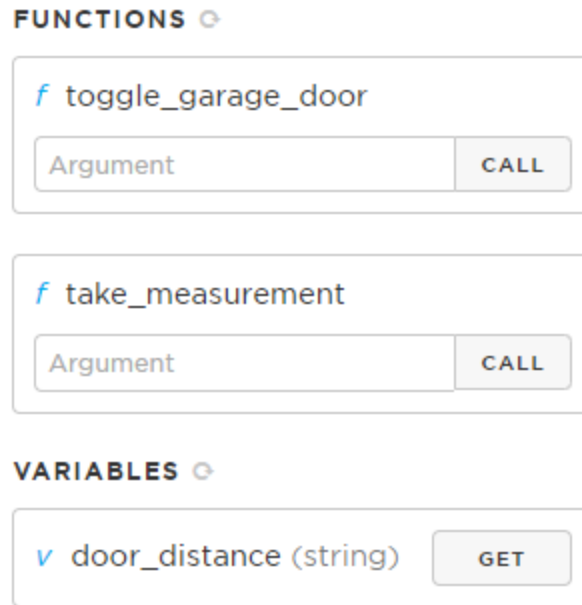 FUNCTIONS
f toggle_garage_door
Argument CALL
f take_measurement
Argument CALL
VARIABLES
v door_distance (string) GET